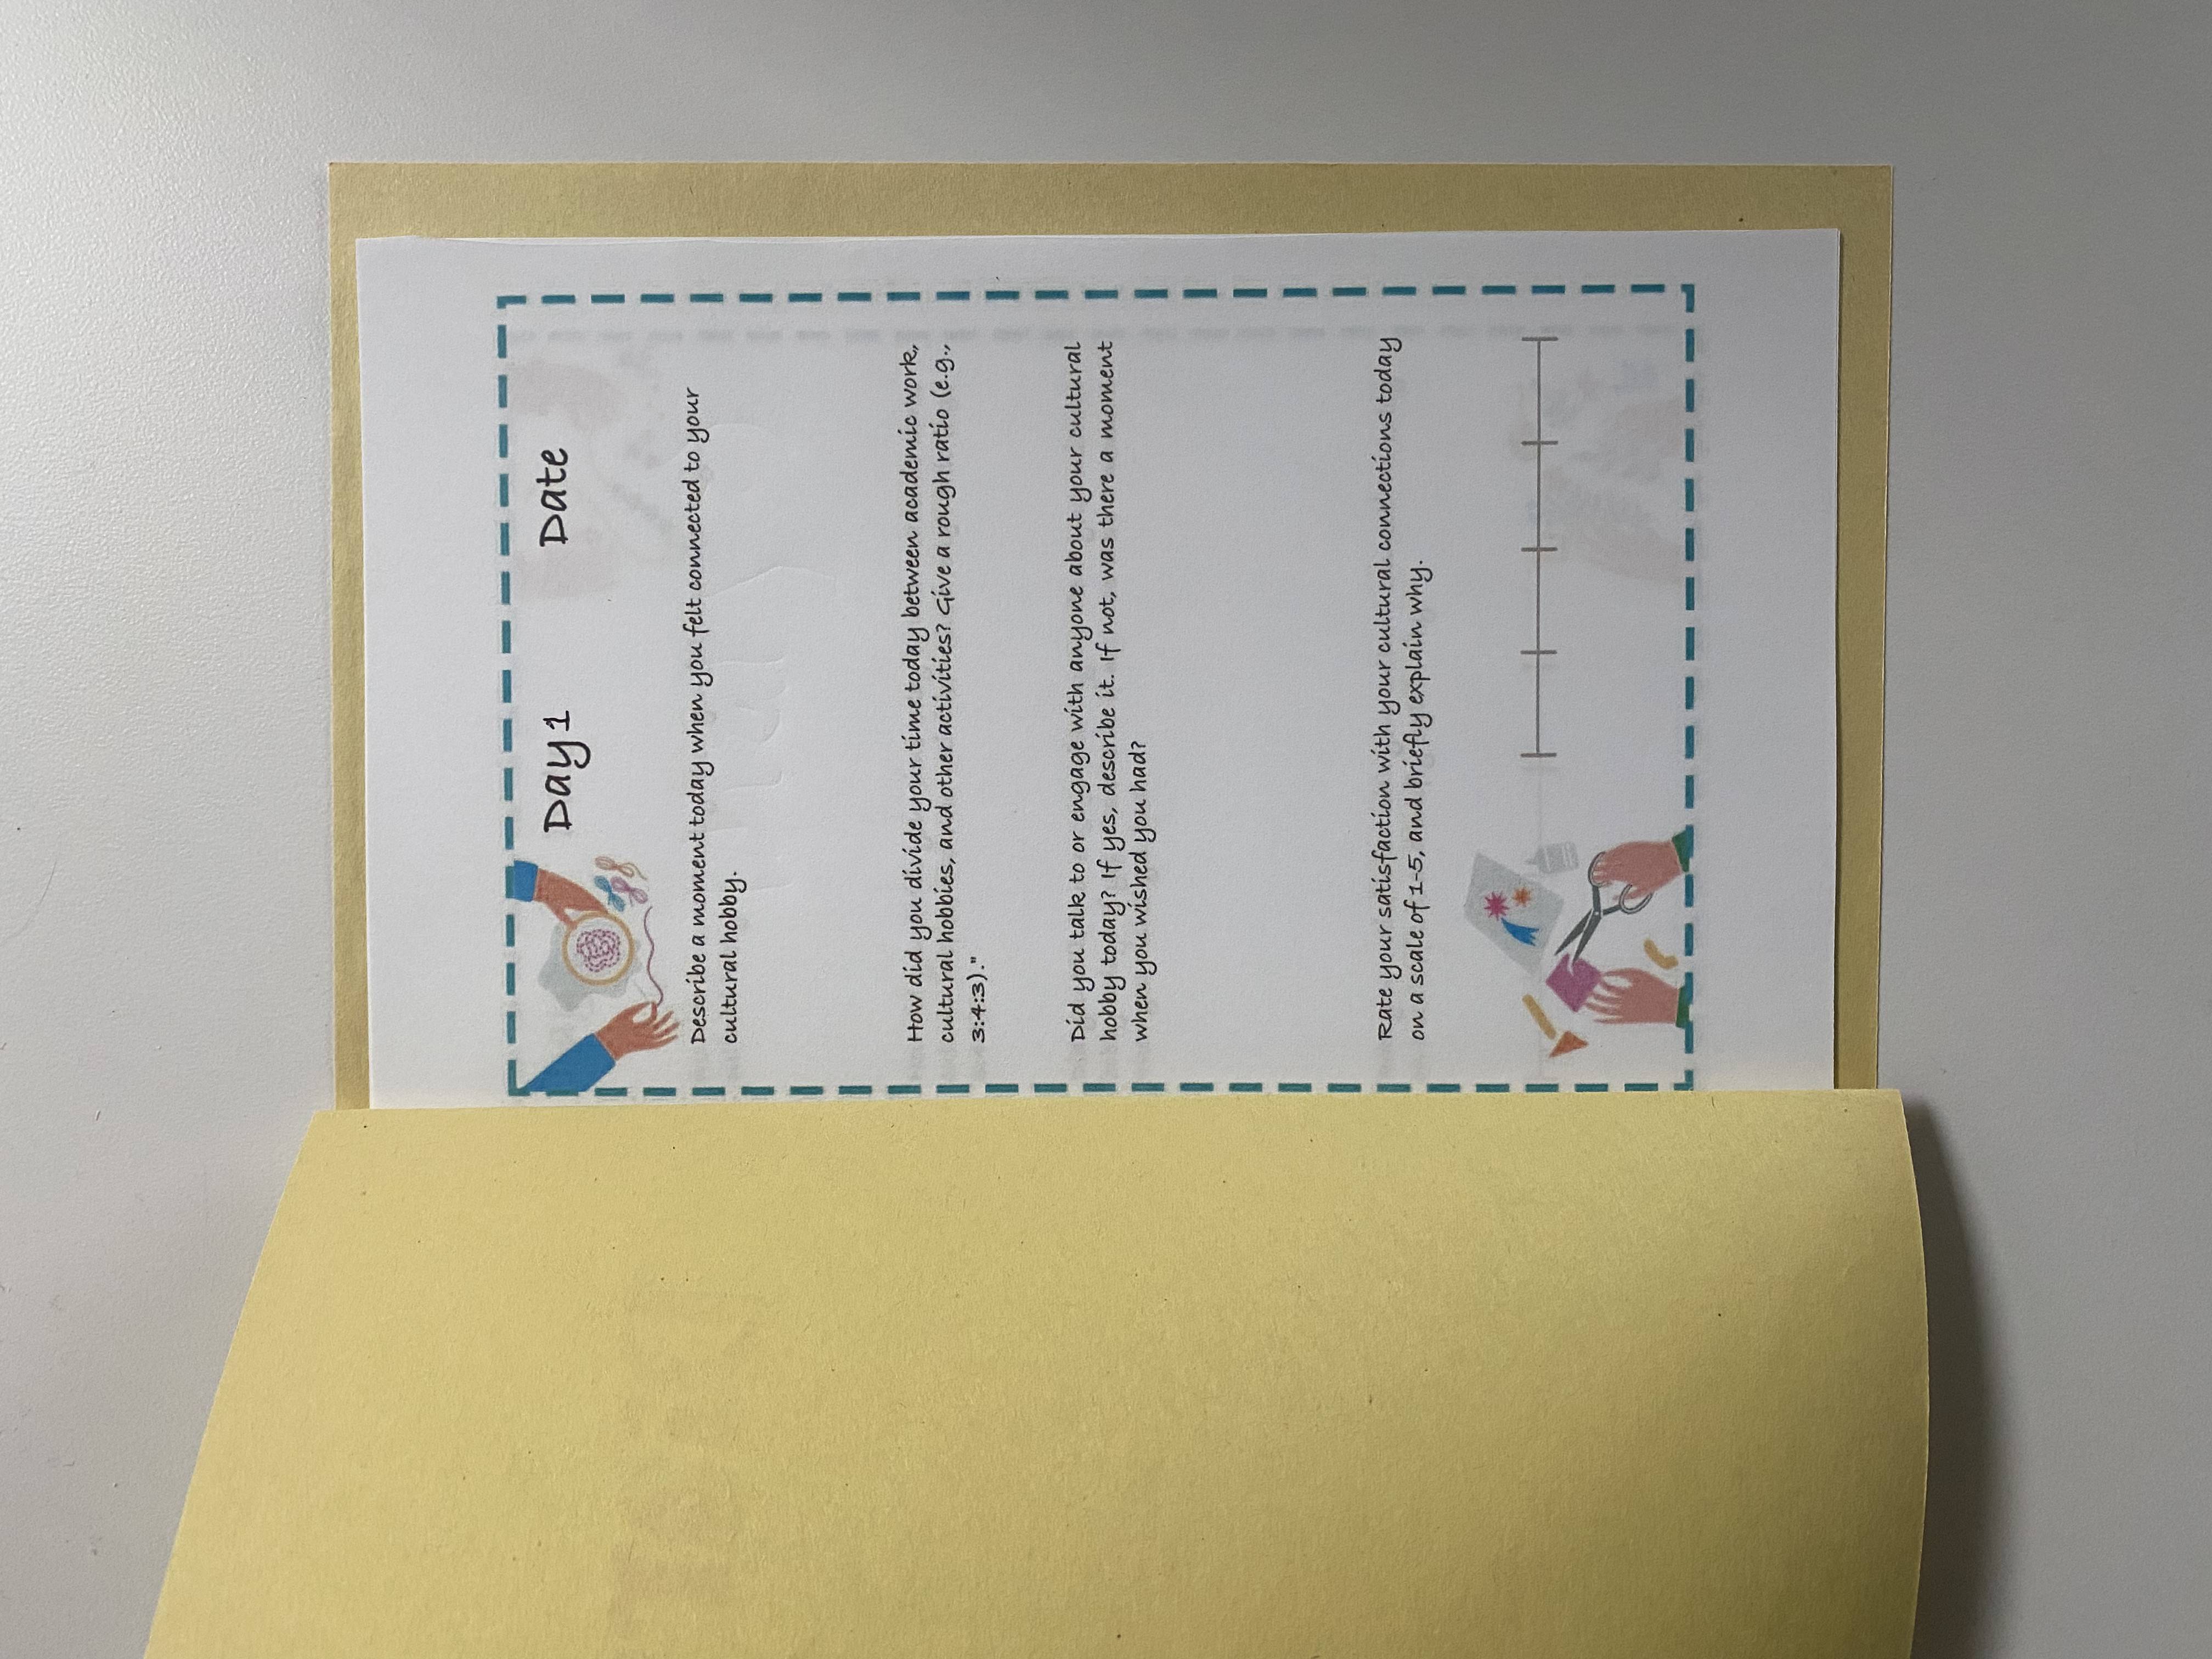 Day1 Date
Describe a moment today when you felt connected to your
cultural hobby.
How did you divide your time today between academic work,
cultural hobbies, and other activities? Give a rough ratio (e.g.,
3:4:3)."
Did you talk to or engage with anyone about your cultural
hobby today? If yes, describe it. If not, was there a moment
when you wished you had?
Rate your satisfaction with your cultural connections today
on a scale of 1-5, and briefly explain why.